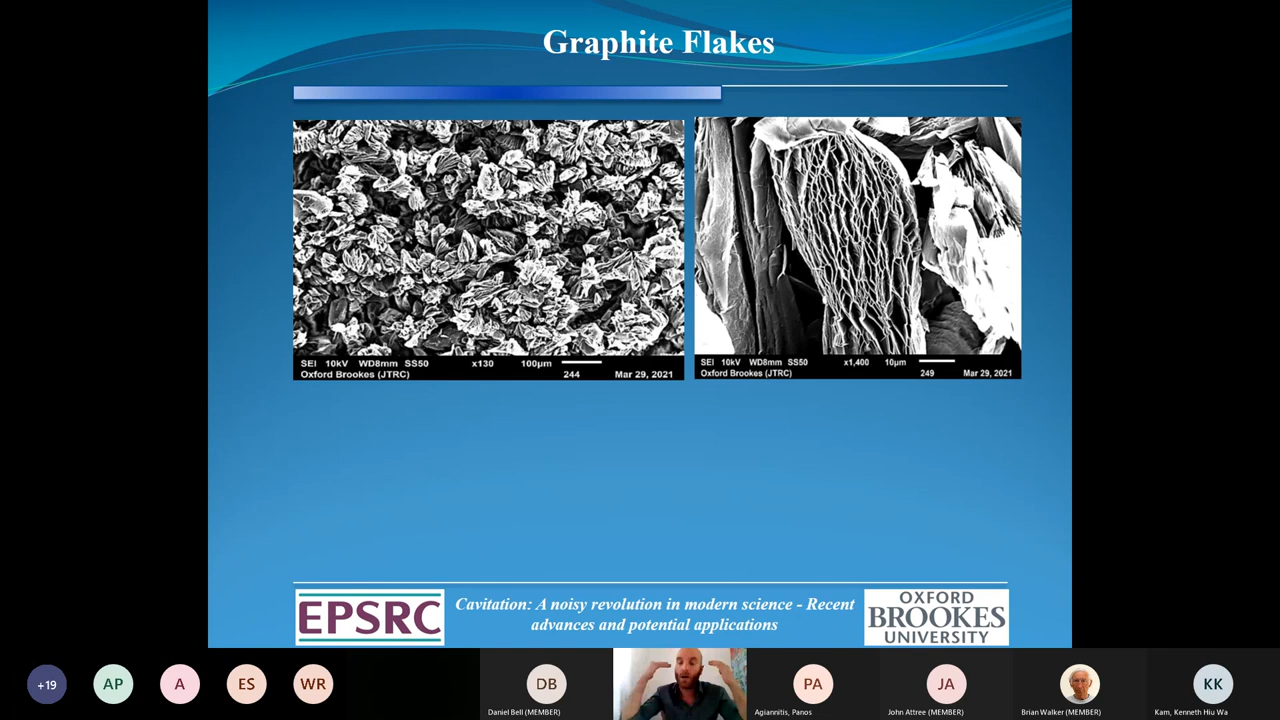 Graphite Flakes
SEI 10kV WD8mm SS50 x130 100µm
Oxford Brookes (JTRC) 244 Mar 29, 2021
SEI 10kV WD8mm SS50 x1,400 10µm
Oxford Brookes (JTRC) 249 Mar 29, 2021
EPSRC
Cavitation: A noisy revolution in modern science - Recent
advances and potential applications
OXFORD
BROOKES
UNIVERSITY
+19
AP
A
ES
WR
DB
Daniel Bell (MEMBER)
PA
Agiannitis, Panos
JA
John Attree (MEMBER)
Brian Walker (MEMBER)
KK
Kam, Kenneth Hiu Wa